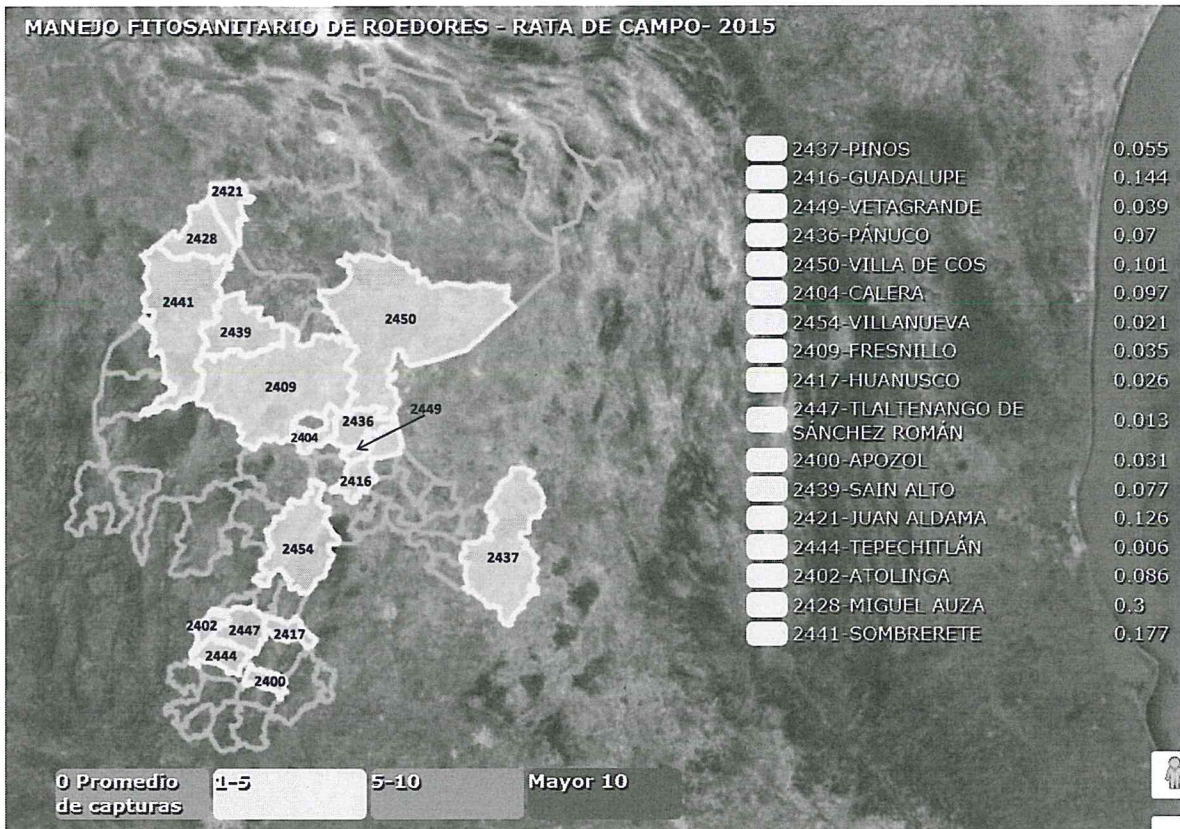 MANEJO FITOSANITARIO DE ROEDORES - RATA DE CAMPO- 2015
2421
2428
2441
2439
2450
2409
2449
2436
2404
2416
2454
2437
2402
2447
2417
2444
2400
2437-PINOS 0.055
2416-GUADALUPE 0.144
2449-VETAGRANDE 0.039
2436-PÁNUCO 0.07
2450-VILLA DE COS 0.101
2404-CALERA 0.097
2454-VILLANUEVA 0.021
2409-FRESNILLO 0.035
2417-HUANUSCO 0.026
2447-TLALTENANGO DE
SÁNCHEZ ROMÁN 0.013
2400-APOZOL 0.031
2439-SAIN ALTO 0.077
2421-JUAN ALDAMA 0.126
2444-TEPECHITLÁN 0.006
2402-ATOLINGA 0.086
2428-MIGUEL AUZA 0.3
2441-SOMBRERETE 0.177
0 Promedio
de capturas
1-5
5-10
Mayor 10